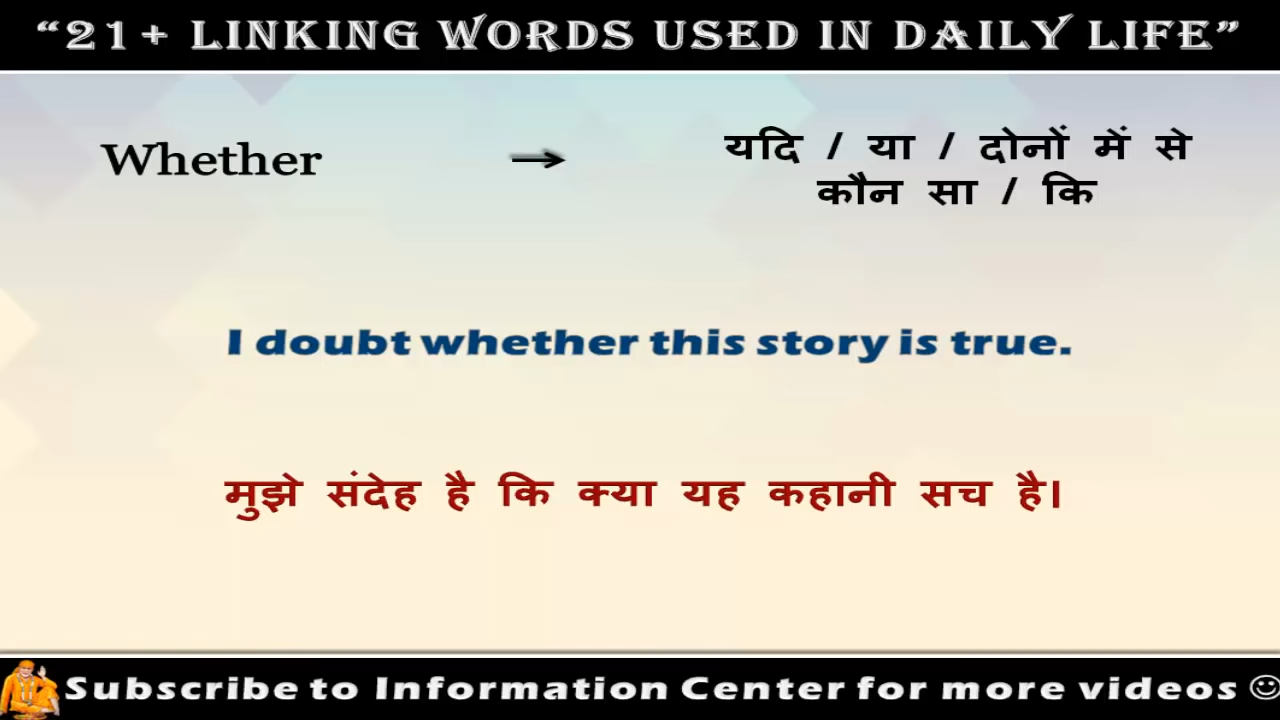 “21+ LINKING WORDS USED IN DAILY LIFE”
Whether → यदि / या / दोनों में से
कौन सा / कि
I doubt whether this story is true.
मुझे संदेह है कि क्या यह कहानी सच है।
Subscribe to Information Center for more videos ☺